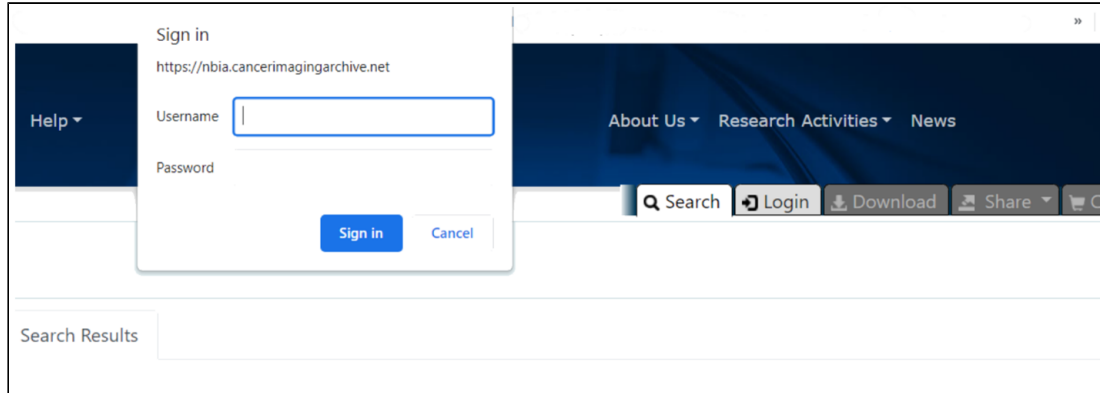 »
Sign in
https://nbia.cancerimagingarchive.net
Username
Password
Sign in Cancel
Help
About Us Research Activities News
Search Login Download Share
Search Results